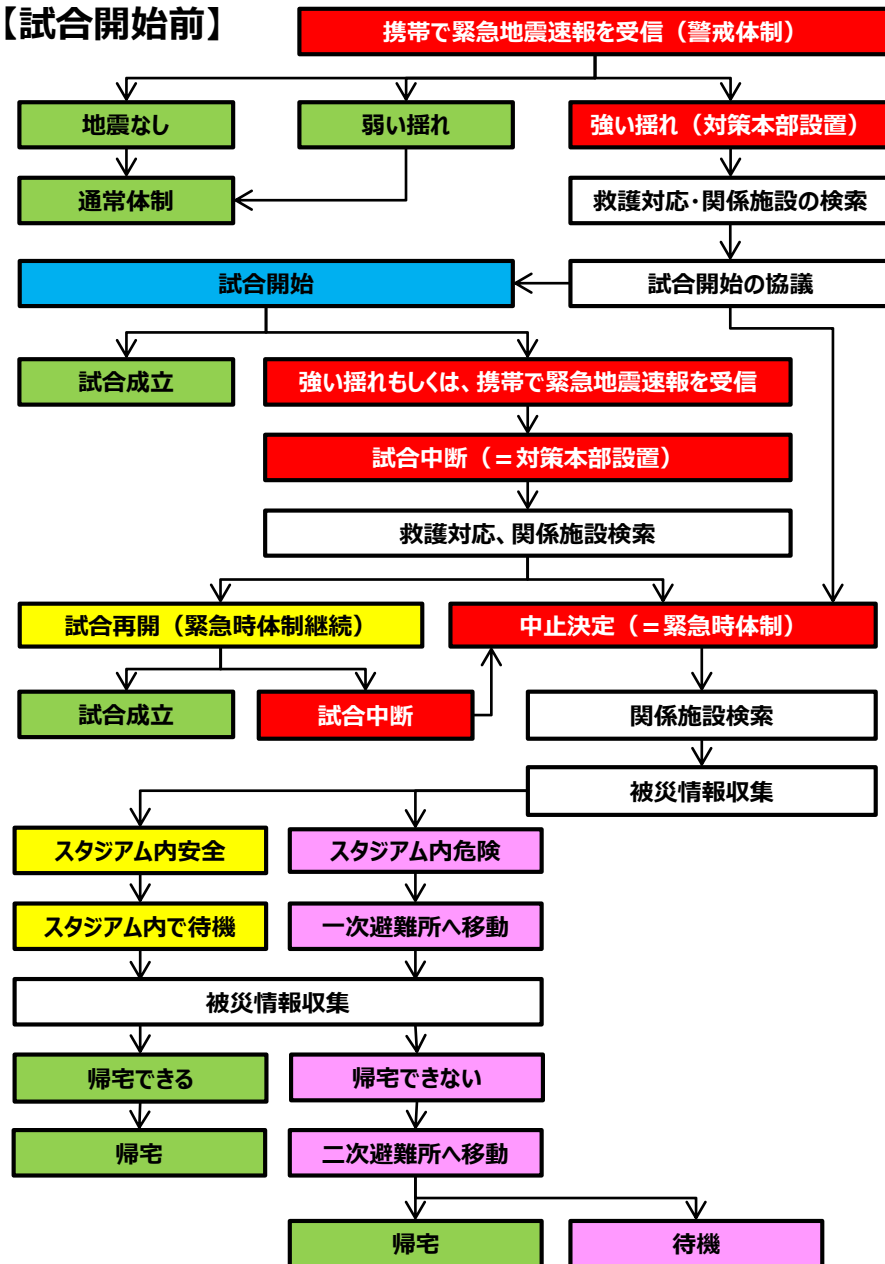 【試合開始前】
携帯で緊急地震速報を受信（警戒体制）
地震なし
弱い揺れ
強い揺れ（対策本部設置）
通常体制
救護対応・関係施設の検索
試合開始
試合開始の協議
試合成立
強い揺れもしくは、携帯で緊急地震速報を受信
試合中断（＝対策本部設置）
救護対応、関係施設検索
試合再開（緊急時体制継続）
中止決定（＝緊急時体制）
試合成立
試合中断
関係施設検索
被災情報収集
スタジアム内安全
スタジアム内危険
スタジアム内で待機
一次避難所へ移動
被災情報収集
帰宅できる
帰宅できない
帰宅
二次避難所へ移動
帰宅
待機